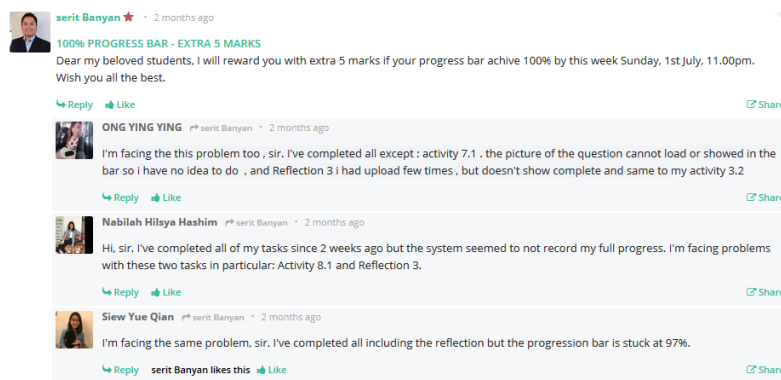 serit Banyan • 2 months ago
100% PROGRESS BAR - EXTRA 5 MARKS
Dear my beloved students, I will reward you with extra 5 marks if your progress bar achive 100% by this week Sunday, 1st July, 11.00pm.
Wish you all the best.
Reply Like Share
ONG YING YING serit Banyan • 2 months ago
I'm facing the this problem too , sir. I've completed all except : activity 7.1 . the picture of the question cannot load or showed in the
bar so i have no idea to do , and Reflection 3 i had upload few times , but doesn't show complete and same to my activity 3.2
Reply Like Share
Nabilah Hilsya Hashim serit Banyan • 2 months ago
Hi, sir. I've completed all of my tasks since 2 weeks ago but the system seemed to not record my full progress. I'm facing problems
with these two tasks in particular: Activity 8.1 and Reflection 3.
Reply Like Share
Siew Yue Qian serit Banyan • 2 months ago
I'm facing the same problem, sir. I've completed all including the reflection but the progression bar is stuck at 97%.
Reply serit Banyan likes this Like Share